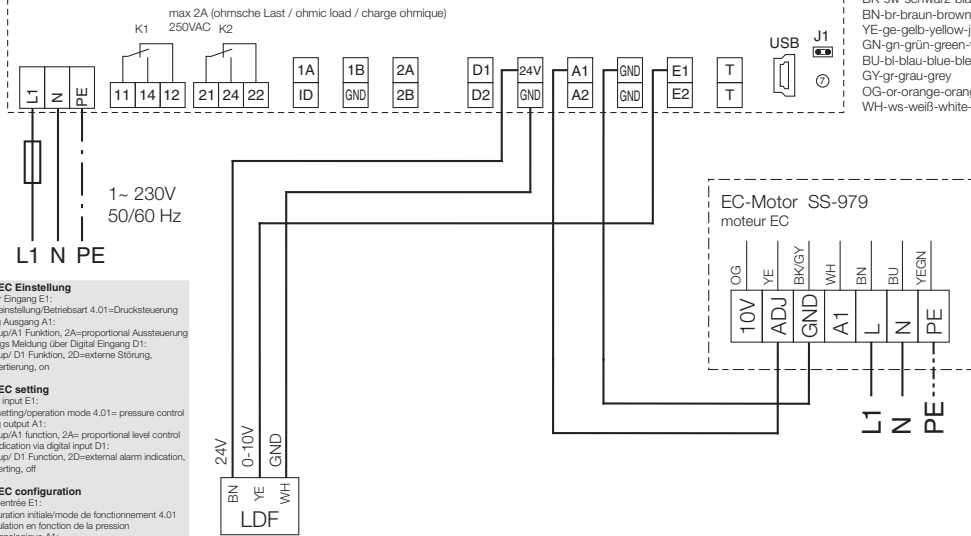 max 2A (ohmsche Last / ohmic load / charge ohmique)
250VAC
K1
K2
L1
N
PE
11 14 12
21 24 22
1A
ID
1B
GND
2A
2B
D1
D2
24V
GND
A1
A2
GND
GND
E1
E2
T
T
USB
J1
7
BN-br-braun-brown
YE-ge-gelb-yellow-j
GN-gn-grün-green-
BU-bl-blau-blue-ble
GY-gr-grau-grey
OG-or-orange-orang
WH-ws-weiß-white-
1~ 230V
50/60 Hz
L1 N PE
EC-Motor SS-979
moteur EC
OG
YE
BK/GY
WH
BN
BU
YEGN
10V
ADJ
GND
A1
L
N
PE
L1
N
PE
EC Einstellung
Eingang E1:
einstellung/Betriebsart 4.01=Drucksteuerung
Ausgang A1:
up/A1 Funktion, 2A=proportional Aussteuerung
gs Meldung über Digital Eingang D1:
up/ D1 Funktion, 2D=externe Störung,
ertierung, on
EC setting
input E1:
setting/operation mode 4.01= pressure control
output A1:
up/A1 function, 2A= proportional level control
dication via digital input D1:
up/ D1 Function, 2D=external alarm indication,
erting, off
EC configuration
entrée E1:
uration initiale/mode de fonctionnement 4.01
ulation en fonction de la pression
24V
0-10V
GND
BN
YE
WH
LDF